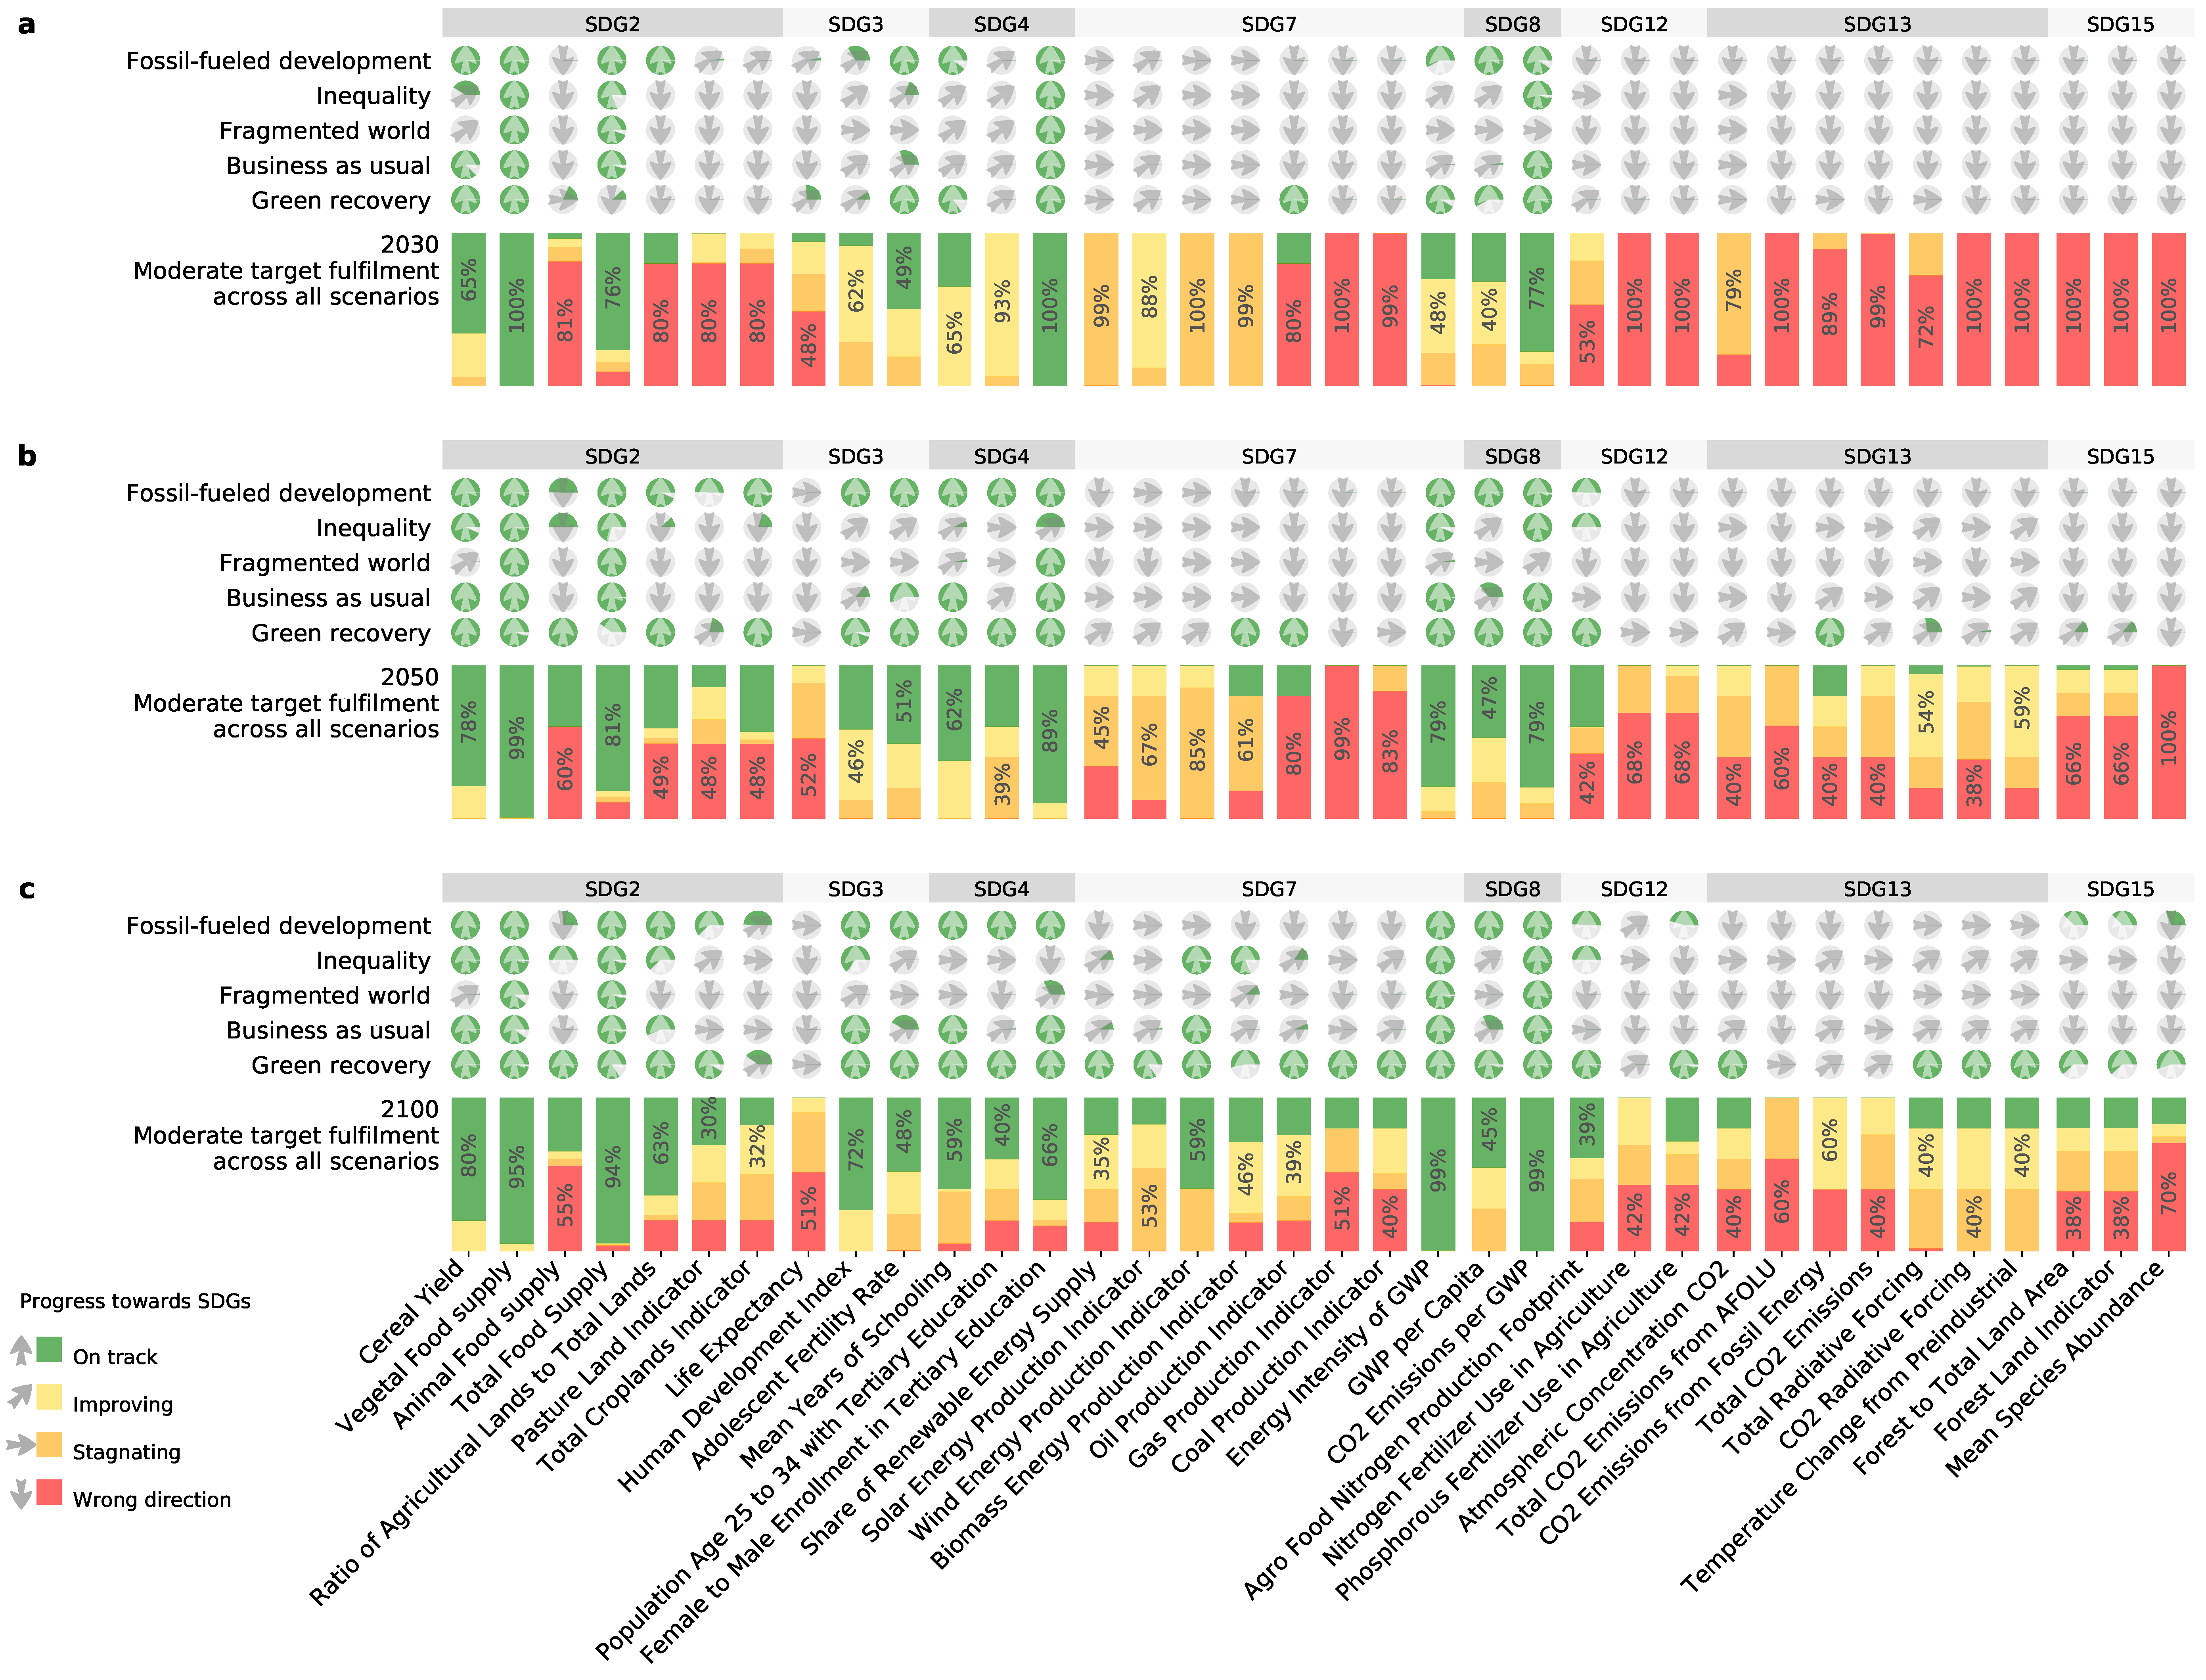 a
SDG2 SDG3 SDG4 SDG7 SDG8 SDG12 SDG13 SDG15
Fossil-fueled development
Inequality
Fragmented world
Business as usual
Green recovery
2030
Moderate target fulfilment
across all scenarios
65% 100% 81% 76% 80% 80% 80% 48% 62% 49% 65% 93% 100% 99% 88% 100% 99% 80% 100% 99% 48% 40% 77% 53% 100% 100% 79% 100% 89% 99% 72% 100% 100% 100% 100% 100%
b
SDG2 SDG3 SDG4 SDG7 SDG8 SDG12 SDG13 SDG15
Fossil-fueled development
Inequality
Fragmented world
Business as usual
Green recovery
2050
Moderate target fulfilment
across all scenarios
78% 99% 60% 81% 49% 48% 48% 52% 46% 51% 62% 39% 89% 45% 67% 85% 61% 80% 99% 83% 79% 47% 79% 42% 68% 68% 40% 60% 40% 40% 54% 38% 59% 66% 66% 100%
c
SDG2 SDG3 SDG4 SDG7 SDG8 SDG12 SDG13 SDG15
Fossil-fueled development
Inequality
Fragmented world
Business as usual
Green recovery
2100
Moderate target fulfilment
across all scenarios
80% 95% 55% 94% 63% 30% 32% 51% 72% 48% 59% 40% 66% 35% 53% 59% 46% 39% 51% 40% 99% 45% 99% 39% 42% 42% 40% 60% 60% 40% 40% 40% 40% 38% 38% 70%
Cereal Yield
Vegetal Food supply
Animal Food supply
Total Food Supply
Ratio of Agricultural Lands to Total Lands
Pasture Land Indicator
Total Croplands Indicator
Life Expectancy
Human Development Index
Adolescent Fertility Rate
Mean Years of Schooling
Population Age 25 to 34 with Tertiary Education
Female to Male Enrollment in Tertiary Education
Share of Renewable Energy Supply
Solar Energy Production Indicator
Wind Energy Production Indicator
Biomass Energy Production Indicator
Oil Production Indicator
Gas Production Indicator
Coal Production Indicator
Energy Intensity of GWP
GWP per Capita
CO2 Emissions per GWP
Agro Food Nitrogen Production Footprint
Nitrogen Fertilizer Use in Agriculture
Phosphorous Fertilizer Use in Agriculture
Atmospheric Concentration CO2
Total CO2 Emissions from AFOLU
CO2 Emissions from Fossil Energy
Total CO2 Emissions
Total Radiative Forcing
CO2 Radiative Forcing
Temperature Change from Preindustrial
Forest to Total Land Area
Forest Land Indicator
Mean Species Abundance
Progress towards SDGs
On track
Improving
Stagnating
Wrong direction